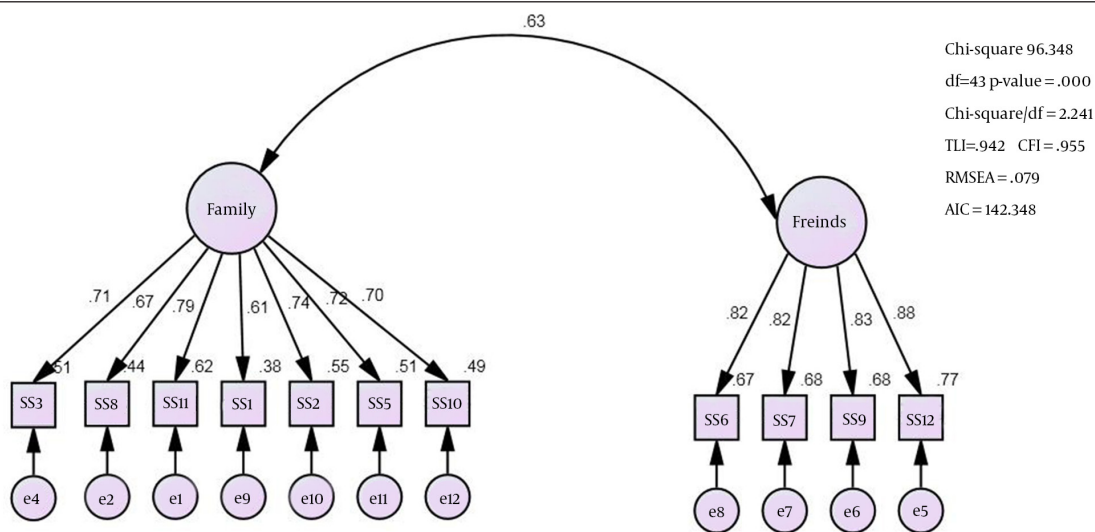 .63
Chi-square 96.348
df=43 p-value = .000
Chi-square/df = 2.241
TLI=.942 CFI = .955
RMSEA = .079
AIC = 142.348
Family
Freinds
.71 .67 .79 .61 .74 .72 .70
.82 .82 .83 .88
.51 .44 .62 .38 .55 .51 .49
.67 .68 .68 .77
SS3 SS8 SS11 SS1 SS2 SS5 SS10
SS6 SS7 SS9 SS12
e4 e2 e1 e9 e10 e11 e12
e8 e7 e6 e5